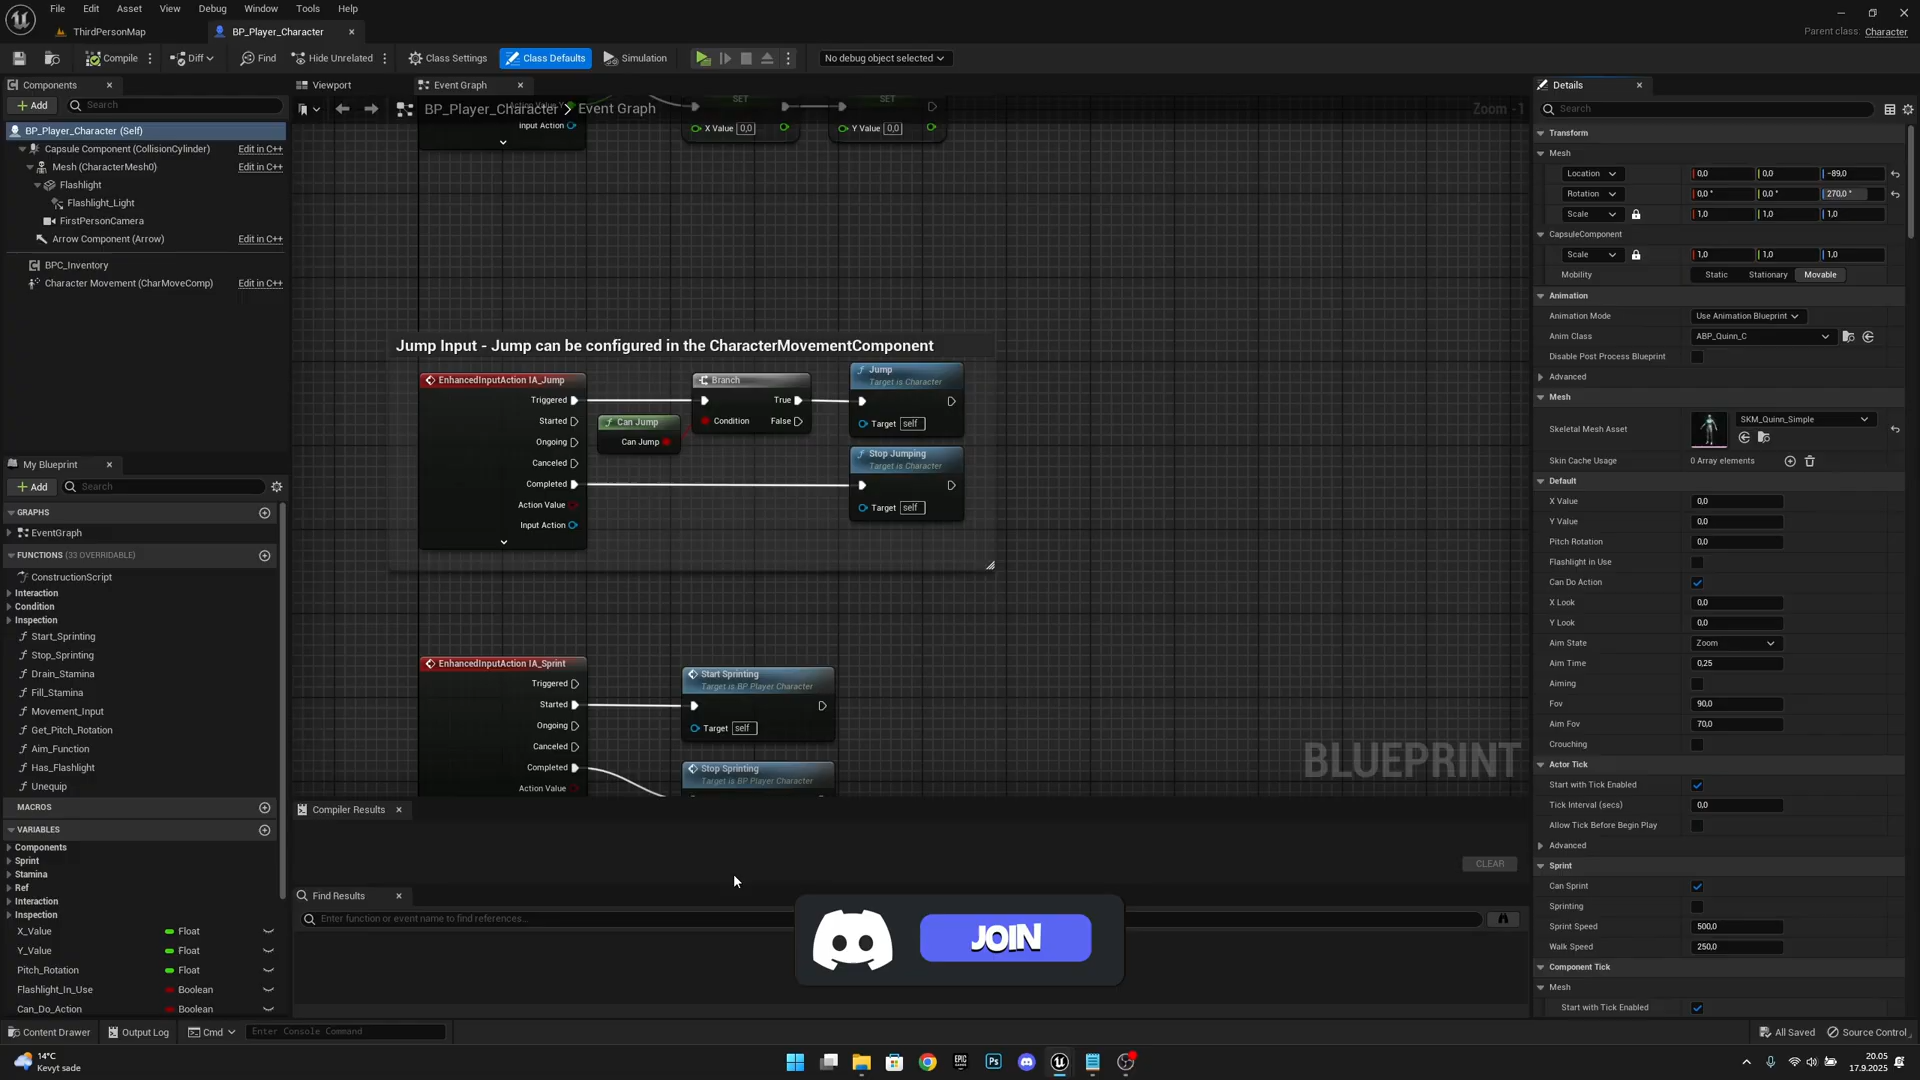 File Edit Asset View Debug Window Tools Help
ThirdPersonMap
BP_Player_Character
Parent class: Character
Compile
Diff
Find
Hide Unrelated
Class Settings
Class Defaults
Simulation
No debug object selected
Components
Add
Search
BP_Player_Character (Self)
Capsule Component (CollisionCylinder) Edit in C++
Mesh (CharacterMesh0) Edit in C++
Flashlight
Flashlight_Light
FirstPersonCamera
Arrow Component (Arrow) Edit in C++
BPC_Inventory
Character Movement (CharMoveComp) Edit in C++
My Blueprint
Add
Search
GRAPHS
EventGraph
FUNCTIONS (33 OVERRIDABLE)
ConstructionScript
Interaction
Condition
Inspection
Start_Sprinting
Stop_Sprinting
Drain_Stamina
Fill_Stamina
Movement_Input
Get_Pitch_Rotation
Aim_Function
Has_Flashlight
Unequip
MACROS
VARIABLES
Components
Sprint
Stamina
Ref
Interaction
Inspection
X_Value Float
Y_Value Float
Pitch_Rotation Float
Flashlight_In_Use Boolean
Can_Do_Action Boolean
Viewport
Event Graph
BP_Player_Character > Event Graph
Zoom -1
Action Value Y
Input Action
SET
X Value 0,0
SET
Y Value 0,0
Jump Input - Jump can be configured in the CharacterMovementComponent
EnhancedInputAction IA_Jump
Triggered
Started
Ongoing
Canceled
Completed
Action Value
Input Action
Can Jump
Can Jump
Branch
True
Condition
False
Jump
Target is Character
Target self
Stop Jumping
Target is Character
Target self
EnhancedInputAction IA_Sprint
Triggered
Started
Ongoing
Canceled
Completed
Action Value
Start Sprinting
Target is BP Player Character
Target self
Stop Sprinting
Target is BP Player Character
BLUEPRINT
Compiler Results
CLEAR
Find Results
Enter function or event name to find references...
JOIN
Details
Search
Transform
Mesh
Location 0,0 0,0 -89,0
Rotation 0,0 ° 0,0 ° 270,0 °
Scale 1,0 1,0 1,0
CapsuleComponent
Scale 1,0 1,0 1,0
Mobility Static Stationary Movable
Animation
Animation Mode Use Animation Blueprint
Anim Class ABP_Quinn_C
Disable Post Process Blueprint
Advanced
Mesh
Skeletal Mesh Asset SKM_Quinn_Simple
Skin Cache Usage 0 Array elements
Default
X Value 0,0
Y Value 0,0
Pitch Rotation 0,0
Flashlight in Use
Can Do Action
X Look 0,0
Y Look 0,0
Aim State Zoom
Aim Time 0,25
Aiming
Fov 90,0
Aim Fov 70,0
Crouching
Actor Tick
Start with Tick Enabled
Tick Interval (secs) 0,0
Allow Tick Before Begin Play
Advanced
Sprint
Can Sprint
Sprinting
Sprint Speed 500,0
Walk Speed 250,0
Component Tick
Mesh
Start with Tick Enabled
Content Drawer
Output Log
Cmd
Enter Console Command
All Saved
Source Control
14°C
Kevyt sade
EPIC
Ps
20.05
17.9.2025